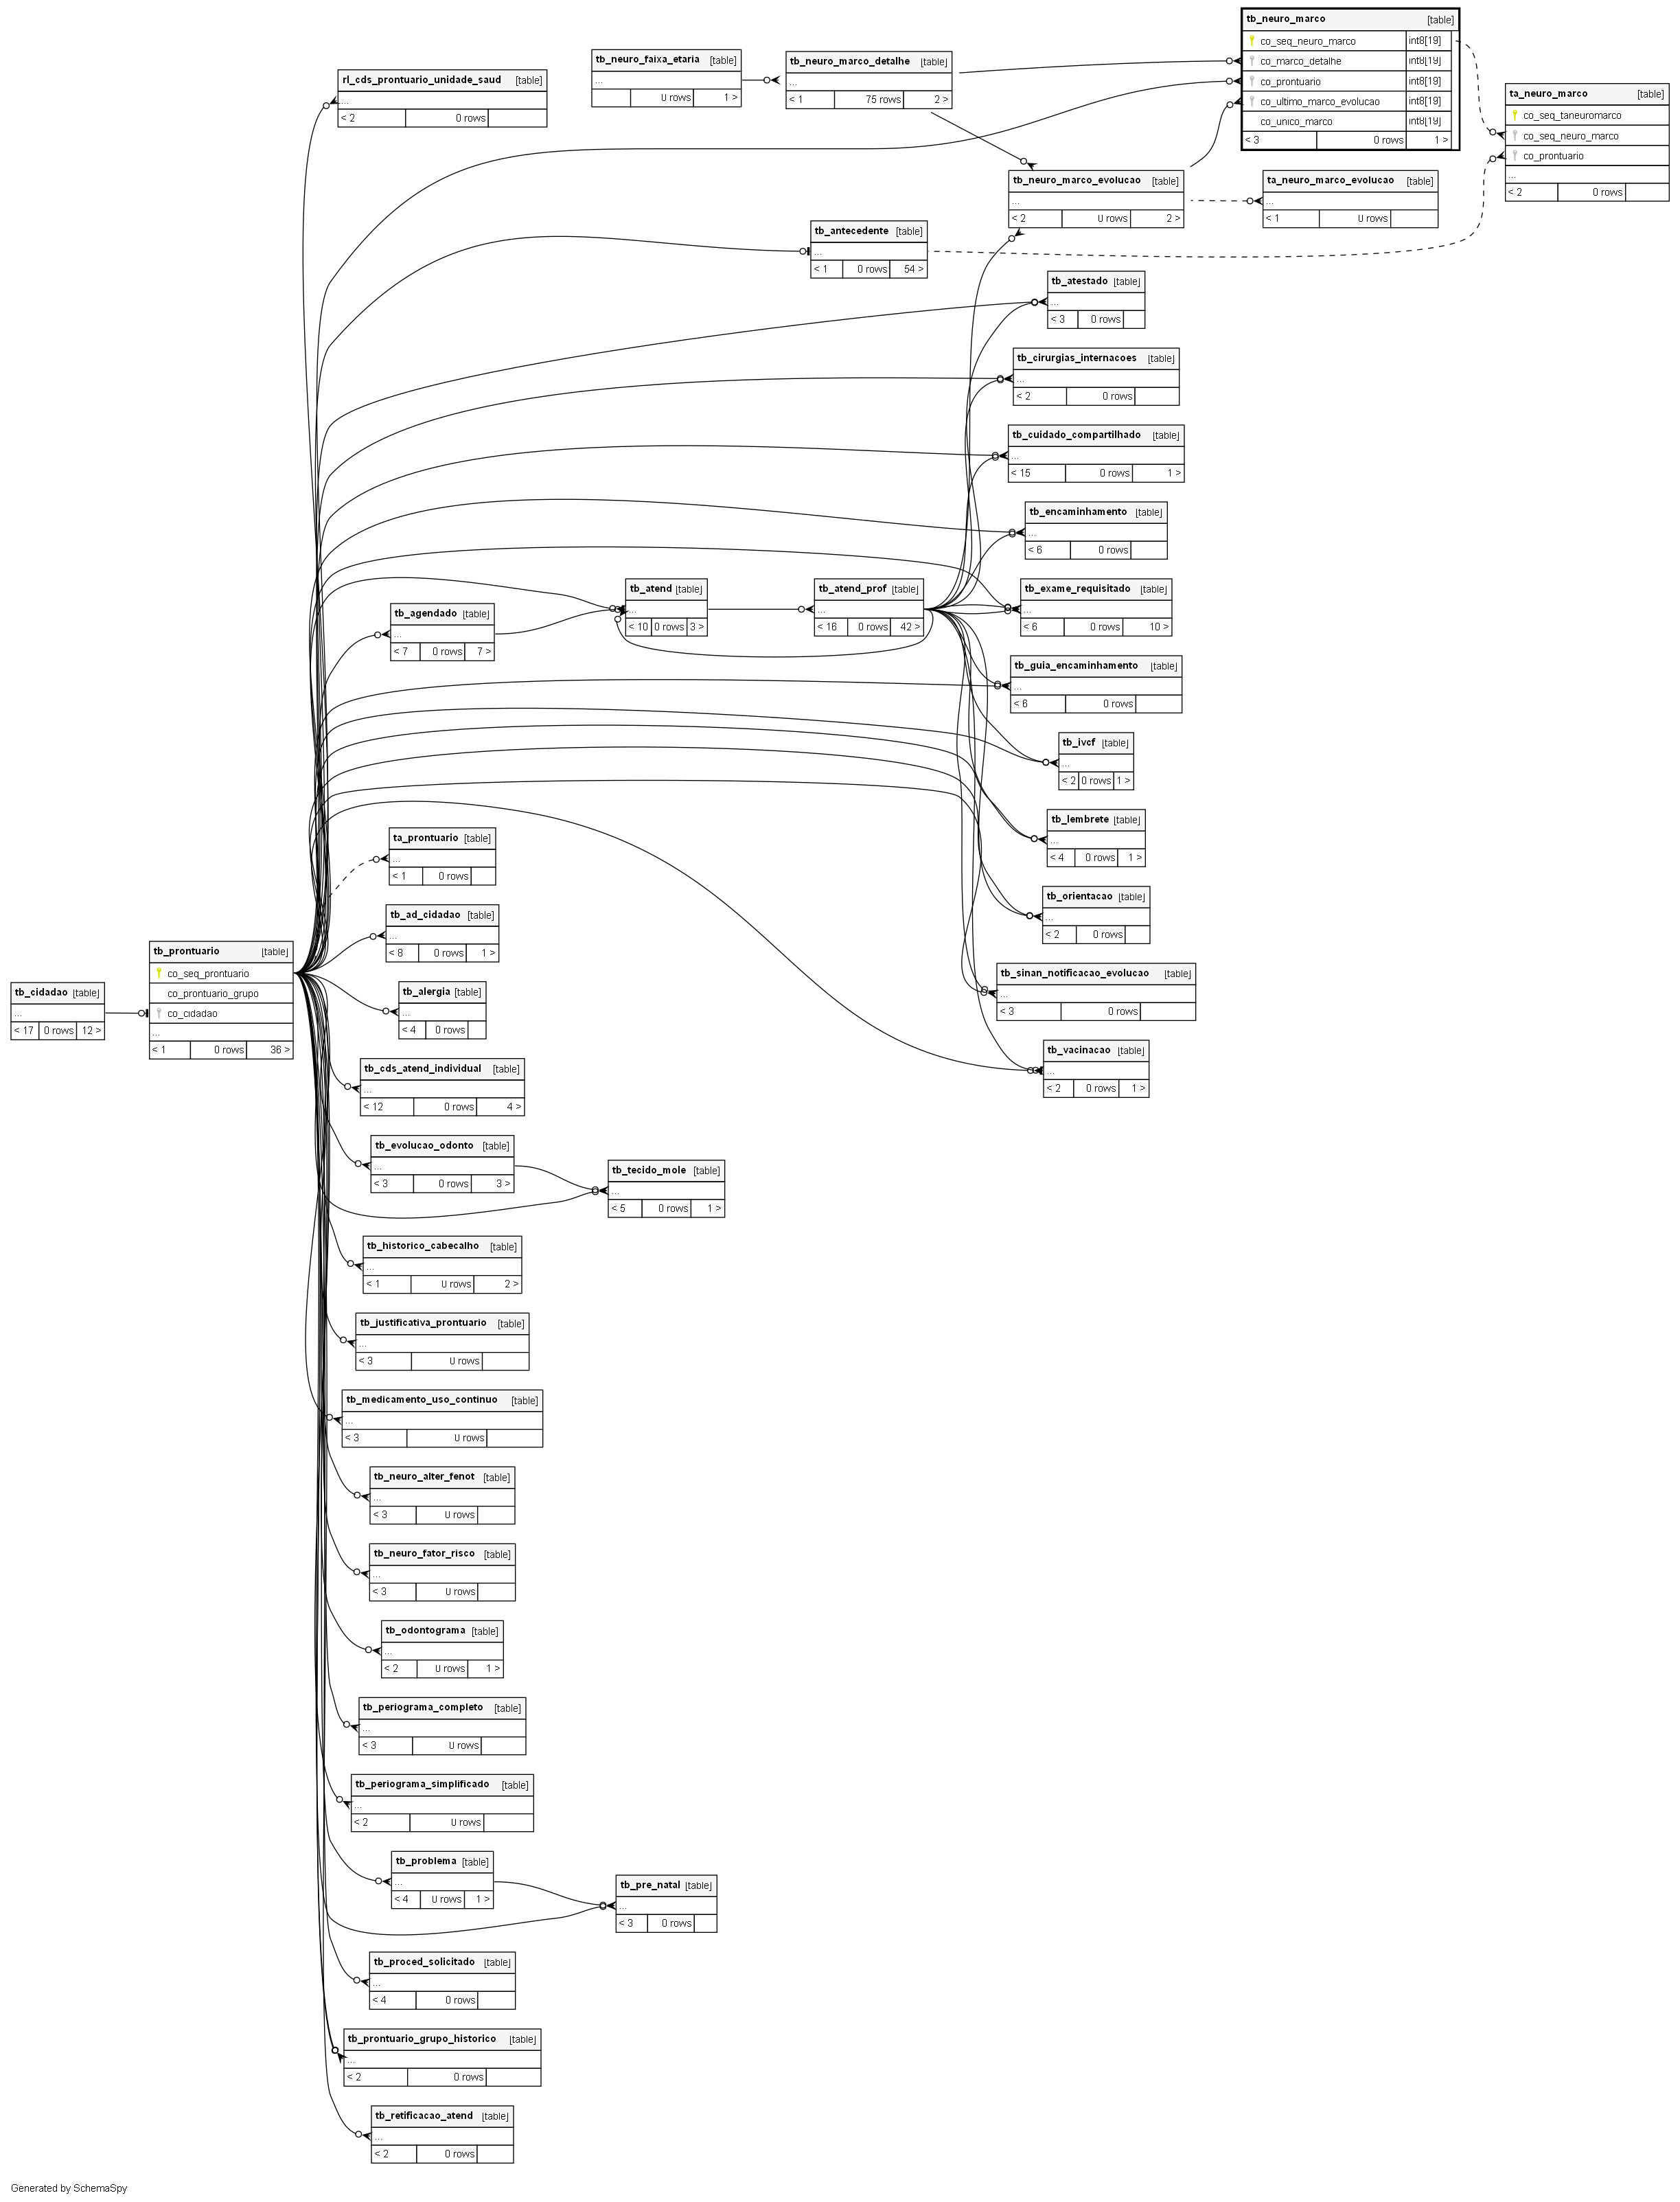 tb_neuro_marco [table]
co_seq_neuro_marco int8[19]
co_marco_detalhe int8[19]
co_prontuario int8[19]
co_ultimo_marco_evolucao int8[19]
co_unico_marco int8[19]
< 3 0 rows 1 >
tb_neuro_faixa_etaria [table]
...
0 rows 1 >
tb_neuro_marco_detalhe [table]
...
< 1 75 rows 2 >
rl_cds_prontuario_unidade_saud [table]
...
< 2 0 rows
ta_neuro_marco [table]
co_seq_taneuromarco
co_seq_neuro_marco
co_prontuario
...
< 2 0 rows
tb_neuro_marco_evolucao [table]
...
< 2 0 rows 2 >
ta_neuro_marco_evolucao [table]
...
< 1 0 rows
tb_antecedente [table]
...
< 1 0 rows 54 >
tb_atestado [table]
...
< 3 0 rows
tb_cirurgias_internacoes [table]
...
< 2 0 rows
tb_cuidado_compartilhado [table]
...
< 15 0 rows 1 >
tb_encaminhamento [table]
...
< 6 0 rows
tb_atend [table]
...
< 10 0 rows 3 >
tb_atend_prof [table]
...
< 16 0 rows 42 >
tb_exame_requisitado [table]
...
< 6 0 rows 10 >
tb_agendado [table]
...
< 7 0 rows 7 >
tb_guia_encaminhamento [table]
...
< 6 0 rows
tb_ivcf [table]
...
< 2 0 rows 1 >
tb_lembrete [table]
...
< 4 0 rows 1 >
ta_prontuario [table]
...
< 1 0 rows
tb_orientacao [table]
...
< 2 0 rows
tb_ad_cidadao [table]
...
< 8 0 rows 1 >
tb_prontuario [table]
co_seq_prontuario
co_prontuario_grupo
co_cidadao
...
< 1 0 rows 36 >
tb_cidadao [table]
...
< 17 0 rows 12 >
tb_sinan_notificacao_evolucao [table]
...
< 3 0 rows
tb_alergia [table]
...
< 4 0 rows
tb_vacinacao [table]
...
< 2 0 rows 1 >
tb_cds_atend_individual [table]
...
< 12 0 rows 4 >
tb_evolucao_odonto [table]
...
< 3 0 rows 3 >
tb_tecido_mole [table]
...
< 5 0 rows 1 >
tb_historico_cabecalho [table]
...
< 1 0 rows 2 >
tb_justificativa_prontuario [table]
...
< 3 0 rows
tb_medicamento_uso_continuo [table]
...
< 3 0 rows
tb_neuro_alter_fenot [table]
...
< 3 0 rows
tb_neuro_fator_risco [table]
...
< 3 0 rows
tb_odontograma [table]
...
< 2 0 rows 1 >
tb_periograma_completo [table]
...
< 3 0 rows
tb_periograma_simplificado [table]
...
< 2 0 rows
tb_problema [table]
...
< 4 0 rows 1 >
tb_pre_natal [table]
...
< 3 0 rows
tb_proced_solicitado [table]
...
< 4 0 rows
tb_prontuario_grupo_historico [table]
...
< 2 0 rows
tb_retificacao_atend [table]
...
< 2 0 rows
Generated by SchemaSpy